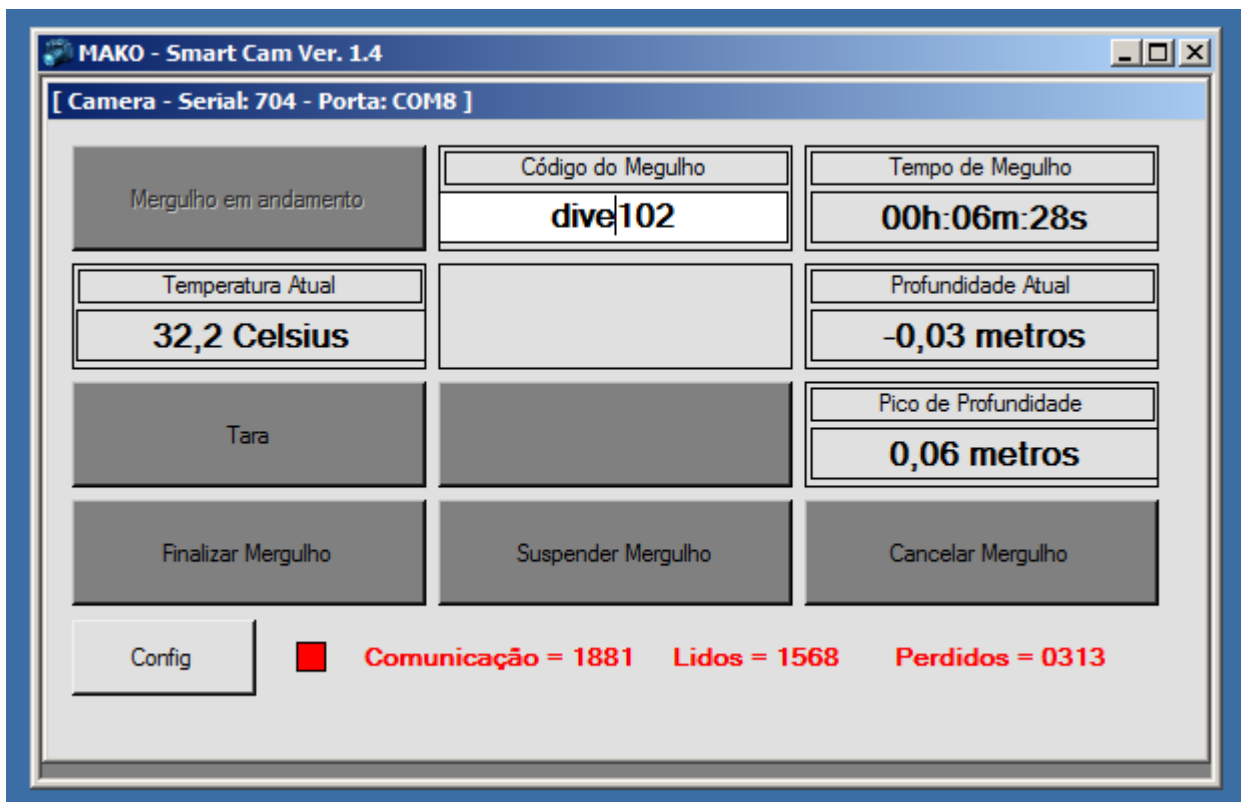 MAKO - Smart Cam Ver. 1.4
[ Camera - Serial: 704 - Porta: COM8 ]
Mergulho em andamento
Código do Megulho
dive102
Tempo de Megulho
00h:06m:28s
Temperatura Atual
32,2 Celsius
Profundidade Atual
-0,03 metros
Tara
Pico de Profundidade
0,06 metros
Finalizar Mergulho
Suspender Mergulho
Cancelar Mergulho
Config
Comunicação = 1881 Lidos = 1568 Perdidos = 0313